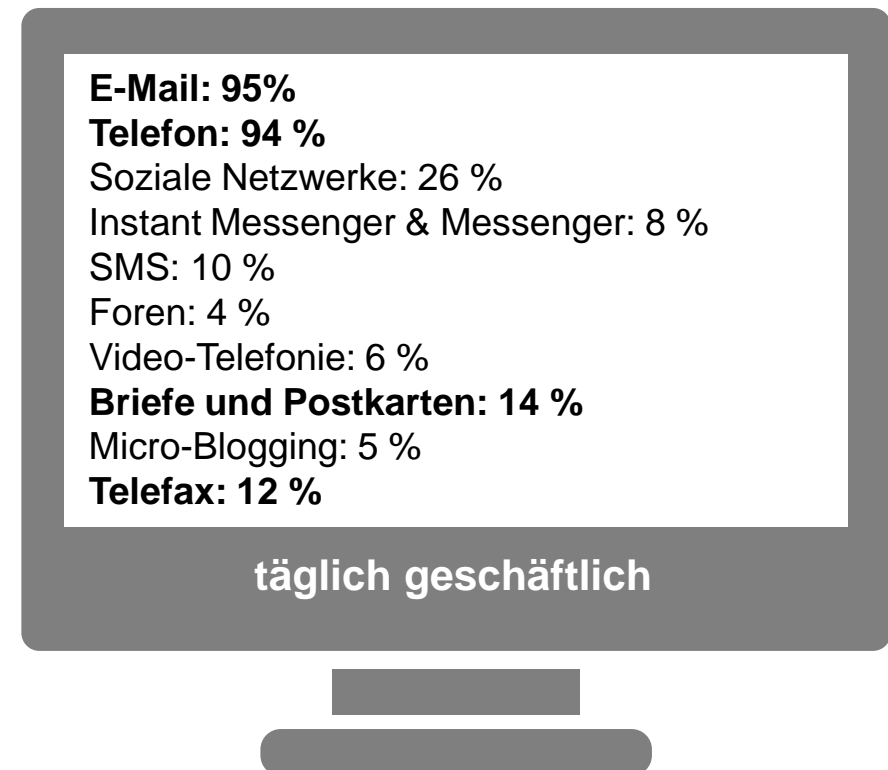 E-Mail: 95%
Telefon: 94 %
Soziale Netzwerke: 26 %
Instant Messenger & Messenger: 8 %
SMS: 10 %
Foren: 4 %
Video-Telefonie: 6 %
Briefe und Postkarten: 14 %
Micro-Blogging: 5 %
Telefax: 12 %
täglich geschäftlich